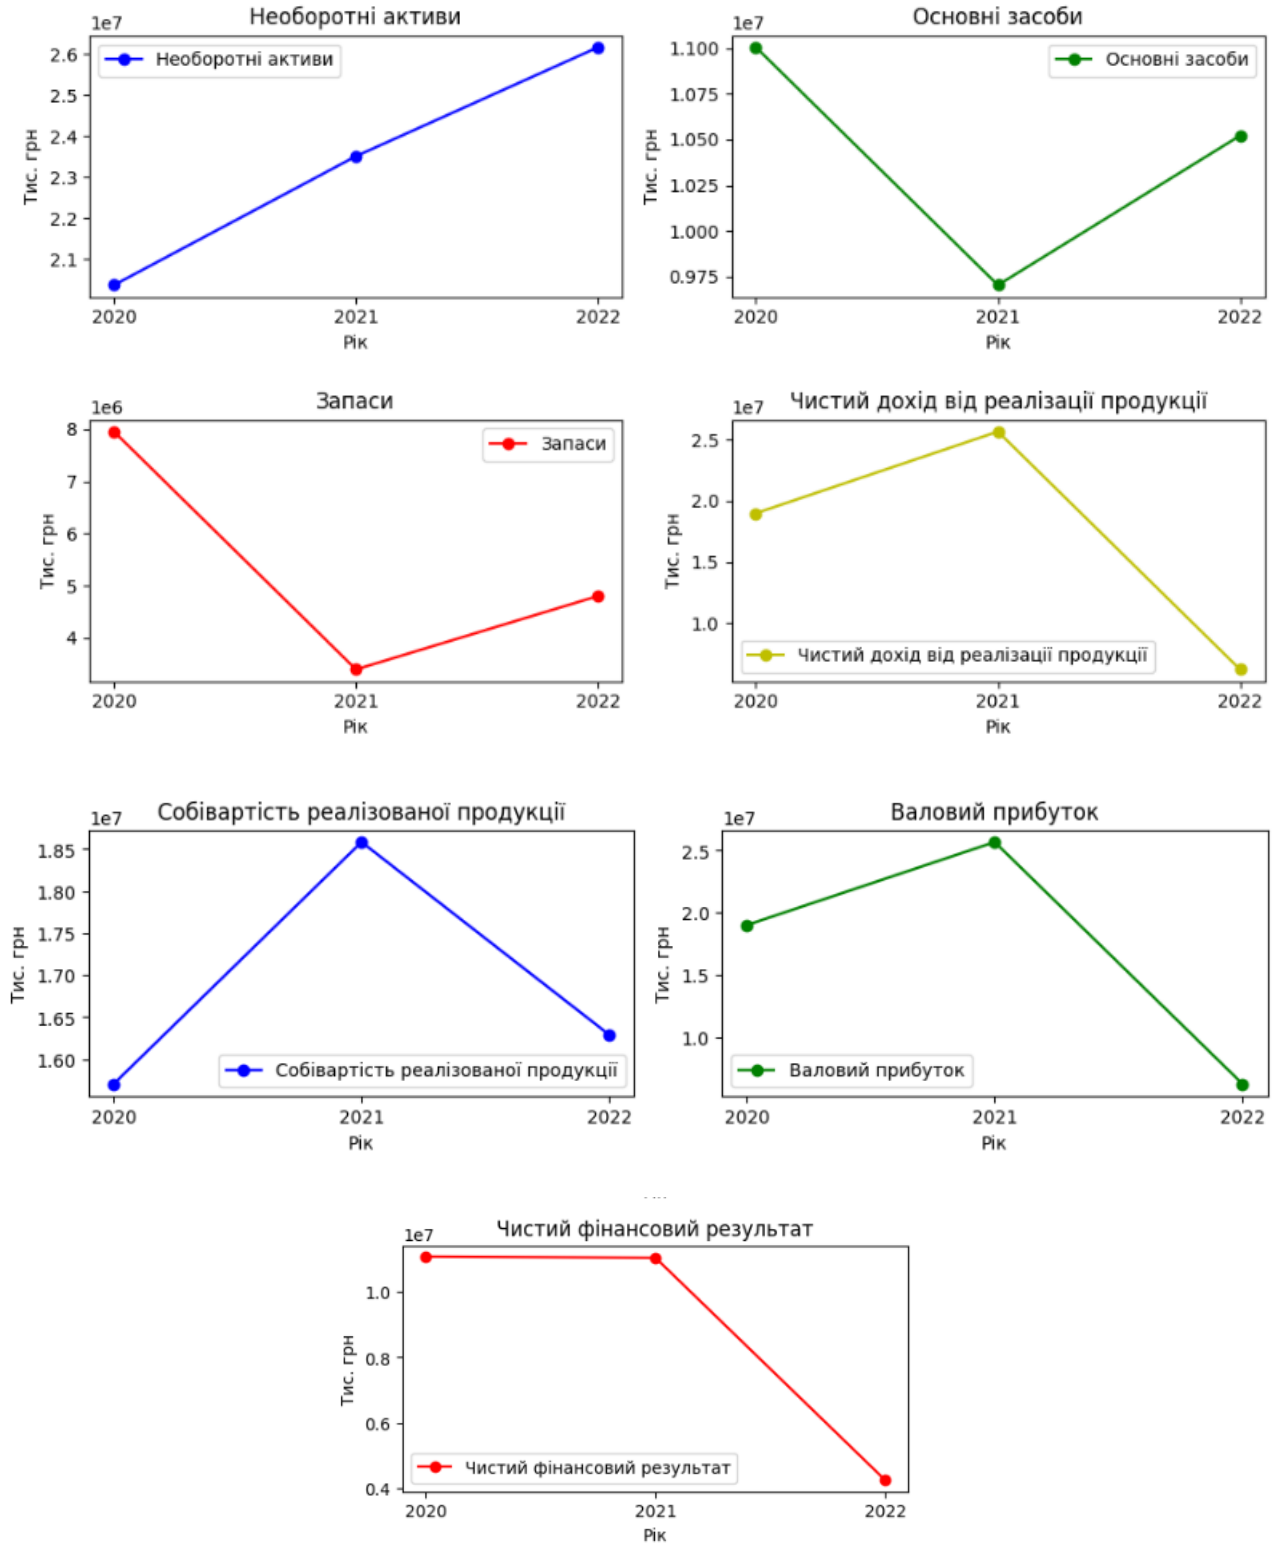 Необоротні активи
1e7
Необоротні активи
2.6
2.5
2.4
2.3
2.2
2.1
Тис. грн
2020 2021 2022
Рік
Основні засоби
1e7
Основні засоби
1.100
1.075
1.050
1.025
1.000
0.975
Тис. грн
2020 2021 2022
Рік
Запаси
1e6
Запаси
8
7
6
5
4
Тис. грн
2020 2021 2022
Рік
Чистий дохід від реалізації продукції
1e7
2.5
2.0
1.5
1.0
Тис. грн
Чистий дохід від реалізації продукції
2020 2021 2022
Рік
Собівартість реалізованої продукції
1e7
1.85
1.80
1.75
1.70
1.65
1.60
Тис. грн
Собівартість реалізованої продукції
2020 2021 2022
Рік
Валовий прибуток
1e7
2.5
2.0
1.5
1.0
Тис. грн
Валовий прибуток
2020 2021 2022
Рік
Чистий фінансовий результат
1e7
1.0
0.8
0.6
0.4
Тис. грн
Чистий фінансовий результат
2020 2021 2022
Рік